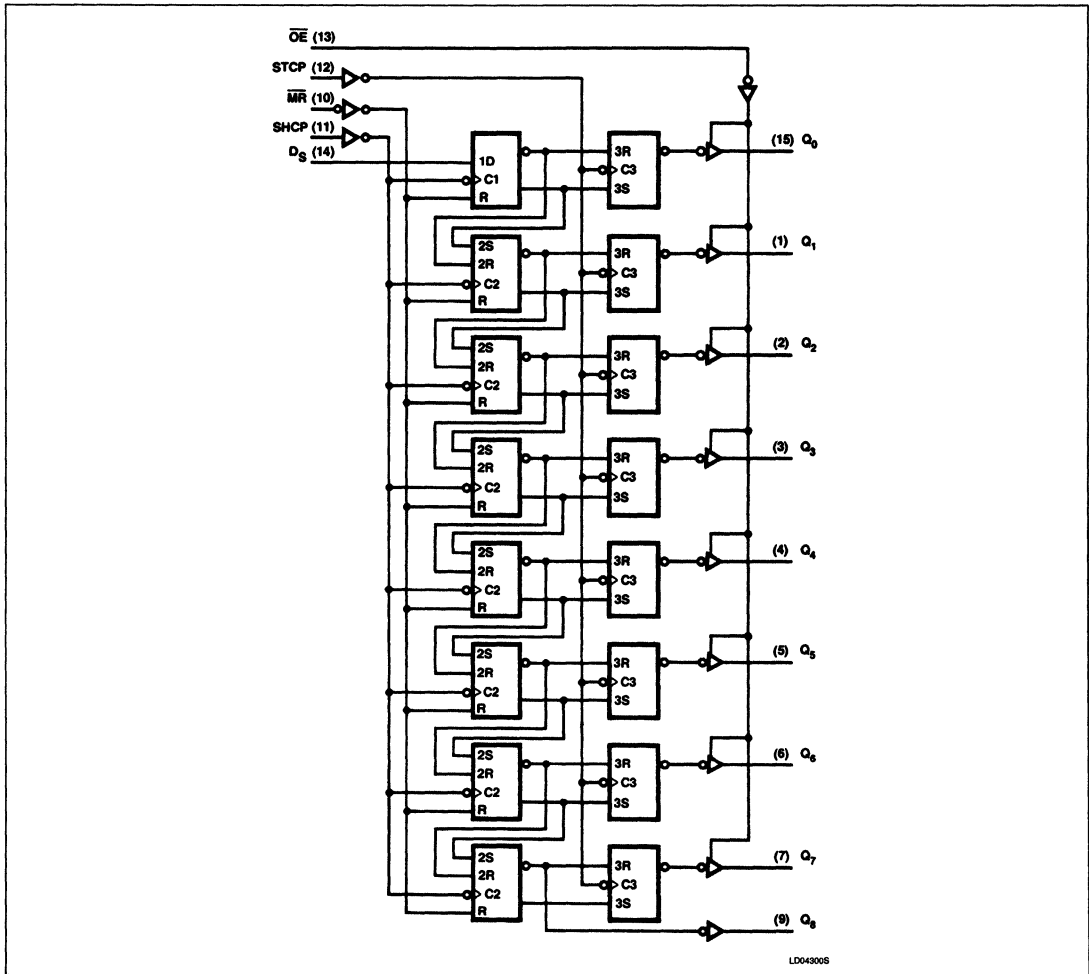 OE (13)
STCP (12)
MR (10)
SHCP (11)
DS (14)
1D
C1
R
3R
C3
3S
(15) Q0
2S
2R
C2
R
3R
C3
3S
(1) Q1
2S
2R
C2
R
3R
C3
3S
(2) Q2
2S
2R
C2
R
3R
C3
3S
(3) Q3
2S
2R
C2
R
3R
C3
3S
(4) Q4
2S
2R
C2
R
3R
C3
3S
(5) Q5
2S
2R
C2
R
3R
C3
3S
(6) Q6
2S
2R
C2
R
3R
C3
3S
(7) Q7
(9) Q8
LD04300S